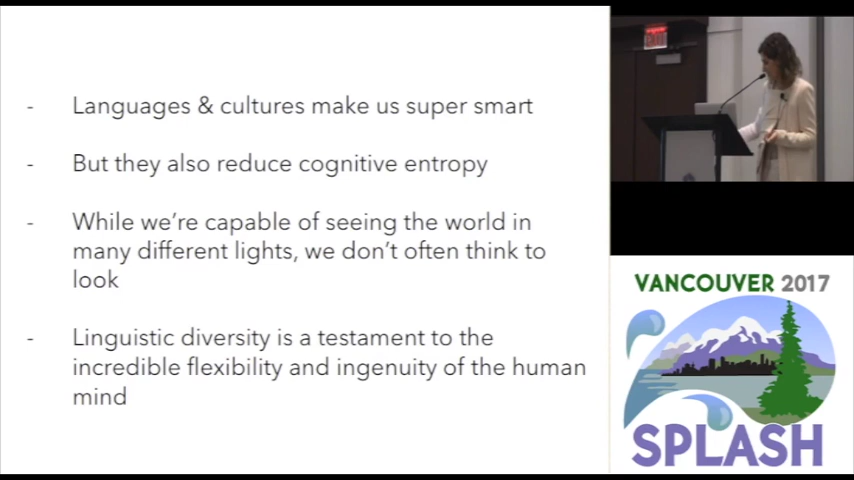 - Languages & cultures make us super smart
- But they also reduce cognitive entropy
- While we're capable of seeing the world in
many different lights, we don't often think to
look
- Linguistic diversity is a testament to the
incredible flexibility and ingenuity of the human
mind
EXIT
VANCOUVER 2017
SPLASH